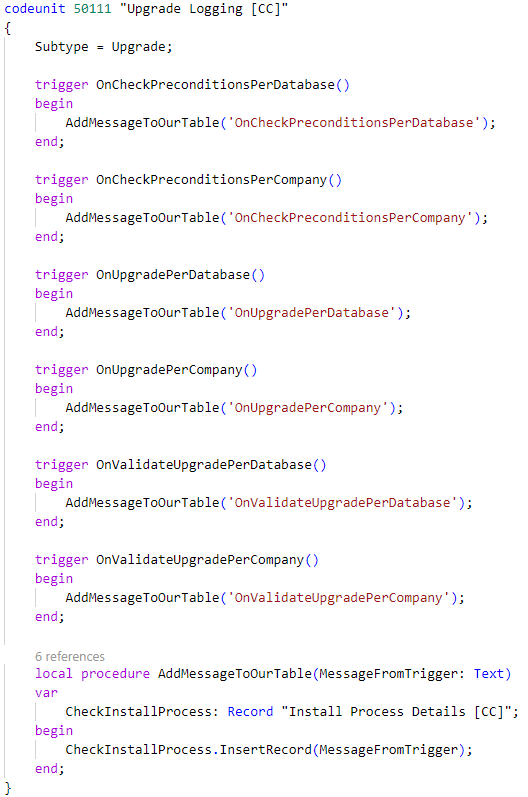 codeunit 50111 "Upgrade Logging [CC]"
{
    Subtype = Upgrade;

    trigger OnCheckPreconditionsPerDatabase()
    begin
        AddMessageToOurTable('OnCheckPreconditionsPerDatabase');
    end;

    trigger OnCheckPreconditionsPerCompany()
    begin
        AddMessageToOurTable('OnCheckPreconditionsPerCompany');
    end;

    trigger OnUpgradePerDatabase()
    begin
        AddMessageToOurTable('OnUpgradePerDatabase');
    end;

    trigger OnUpgradePerCompany()
    begin
        AddMessageToOurTable('OnUpgradePerCompany');
    end;

    trigger OnValidateUpgradePerDatabase()
    begin
        AddMessageToOurTable('OnValidateUpgradePerDatabase');
    end;

    trigger OnValidateUpgradePerCompany()
    begin
        AddMessageToOurTable('OnValidateUpgradePerCompany');
    end;

    6 references
    local procedure AddMessageToOurTable(MessageFromTrigger: Text)
    var
        CheckInstallProcess: Record "Install Process Details [CC]";
    begin
        CheckInstallProcess.InsertRecord(MessageFromTrigger);
    end;
}